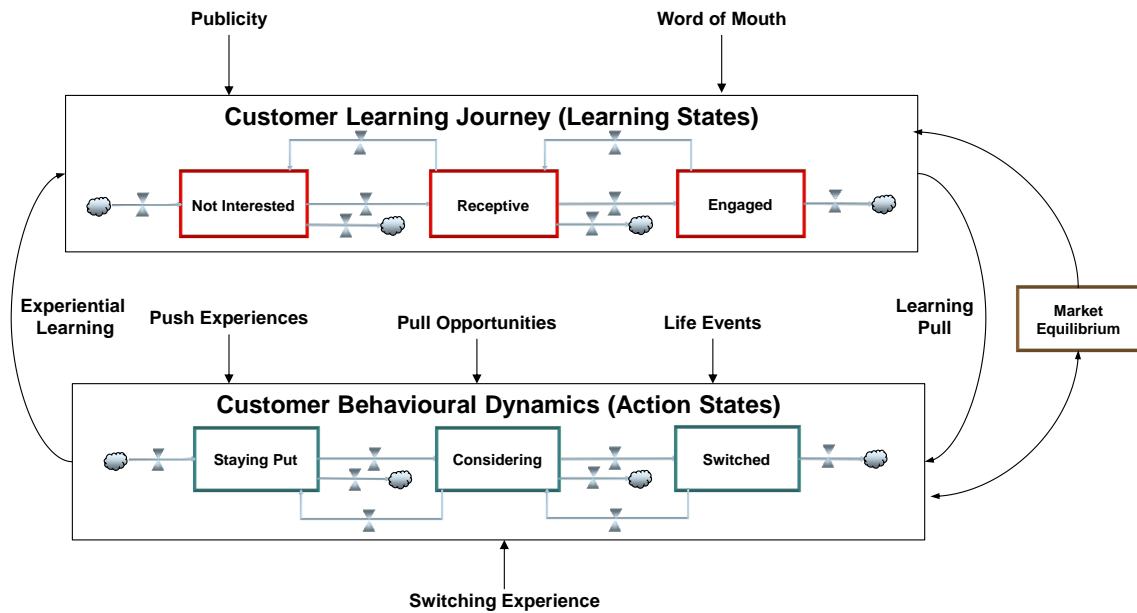 Publicity
Word of Mouth
Customer Learning Journey (Learning States)
Not Interested
Receptive
Engaged
Experiential
Learning
Learning
Pull
Market
Equilibrium
Push Experiences
Pull Opportunities
Life Events
Customer Behavioural Dynamics (Action States)
Staying Put
Considering
Switched
Switching Experience